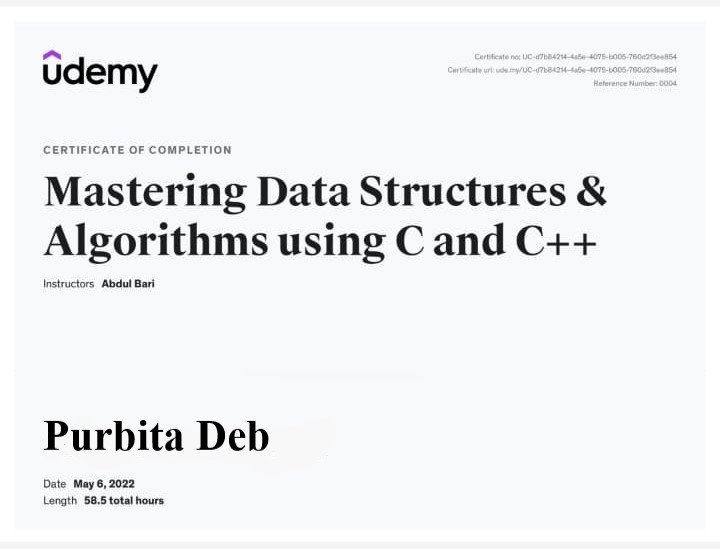 udemy
Certificate no: UC-d7b84214-4a5e-4075-b005-760d2f3ee854
Certificate url: ude.my/UC-d7b84214-4a5e-4075-b005-760d2f3ee854
Reference Number: 0004
CERTIFICATE OF COMPLETION
Mastering Data Structures &
Algorithms using C and C++
Instructors Abdul Bari
Purbita Deb
Date May 6, 2022
Length 58.5 total hours